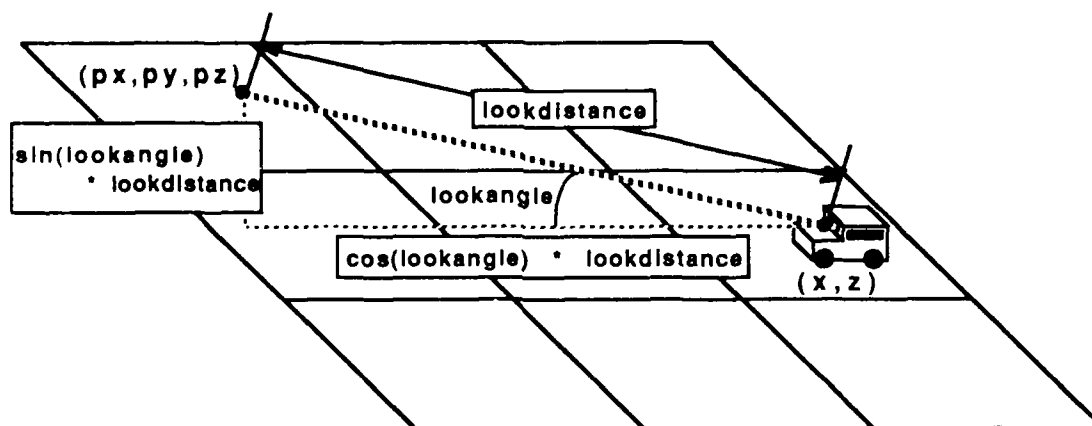 (px,py,pz)
lookdistance
sin(lookangle)
* lookdistance
lookangle
cos(lookangle) * lookdistance
(x,z)